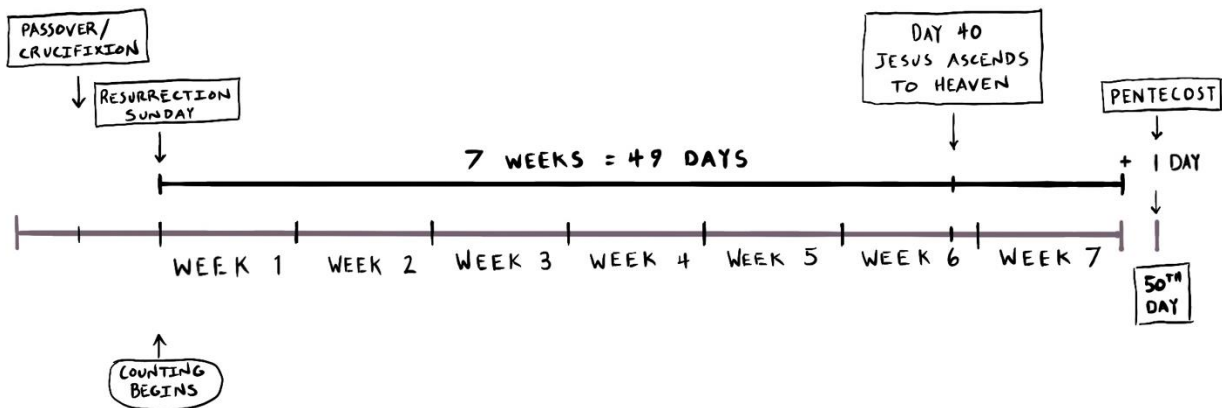 PASSOVER/
CRUCIFIXION
RESURRECTION
SUNDAY
DAY 40
JESUS ASCENDS
TO HEAVEN
PENTECOST
7 WEEKS = 49 DAYS
+ 1 DAY
WEEK 1
WEEK 2
WEEK 3
WEEK 4
WEEK 5
WEEK 6
WEEK 7
50TH
DAY
COUNTING
BEGINS